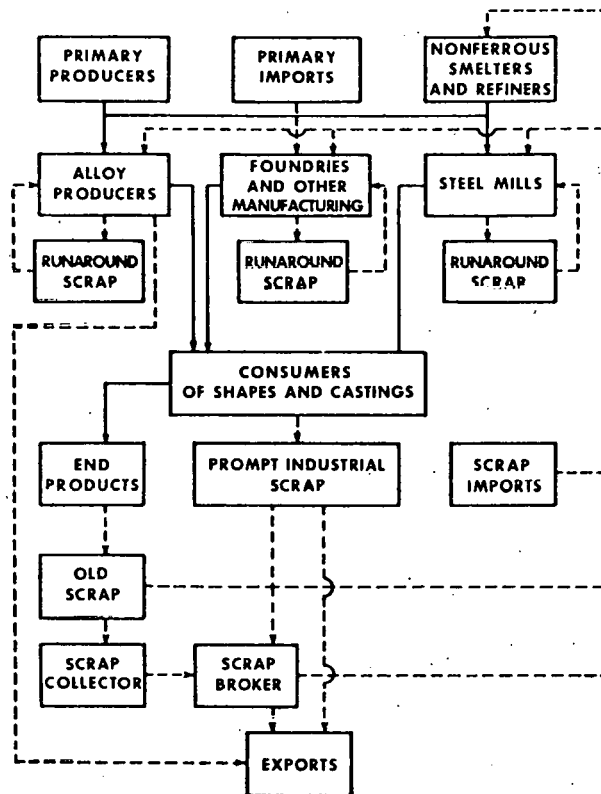 PRIMARY
PRODUCERS
PRIMARY
IMPORTS
NONFERROUS
SMELTERS
AND REFINERS
ALLOY
PRODUCERS
FOUNDRIES
AND OTHER
MANUFACTURING
STEEL MILLS
RUNAROUND
SCRAP
RUNAROUND
SCRAP
RUNAROUND
SCRAP
CONSUMERS
OF SHAPES AND CASTINGS
END
PRODUCTS
PROMPT INDUSTRIAL
SCRAP
SCRAP
IMPORTS
OLD
SCRAP
SCRAP
COLLECTOR
SCRAP
BROKER
EXPORTS